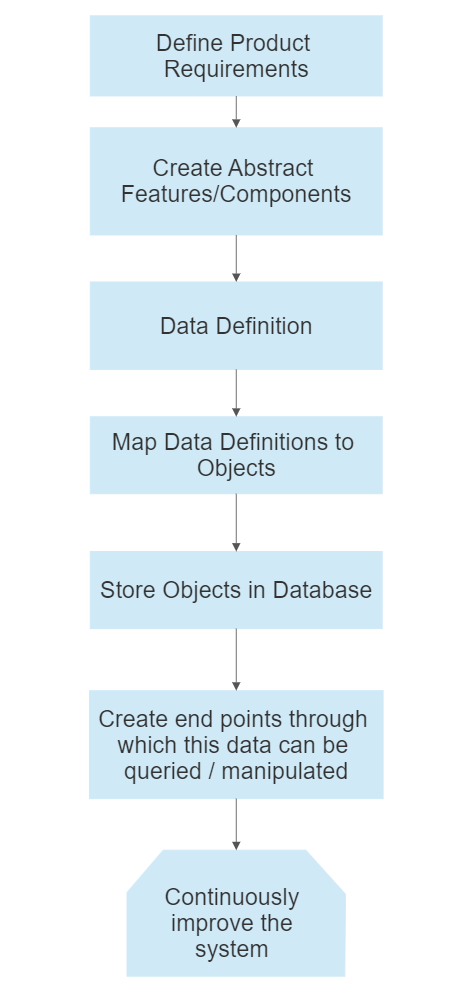 Define Product
Requirements
Create Abstract
Features/Components
Data Definition
Map Data Definitions to
Objects
Store Objects in Database
Create end points through
which this data can be
queried / manipulated
Continuously
improve the
system